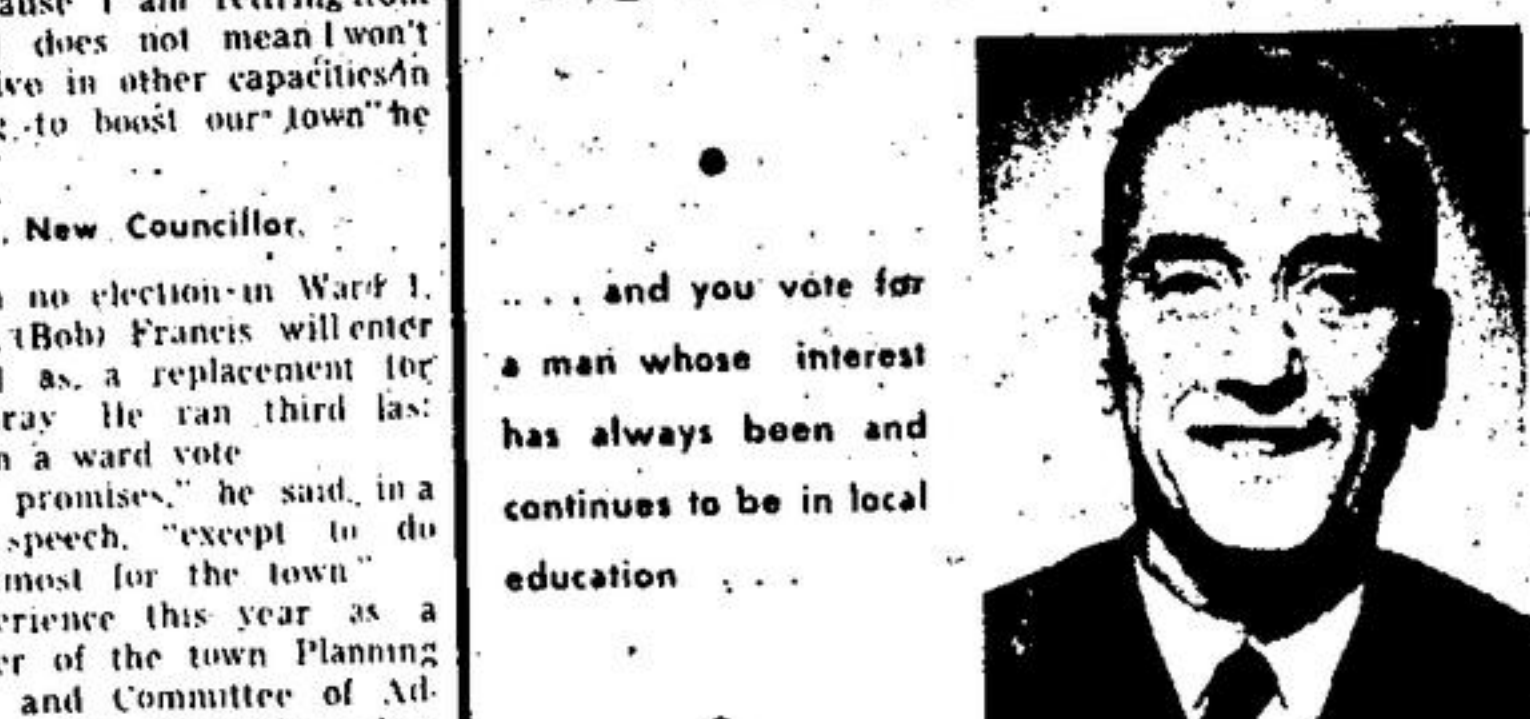 does not mean I won't
in other capacities in
to boost our town" he
New Councillor.
no election in Ward 1.
(Bob) Francis will enter
as a replacement for
ray He ran third last
a ward vote
promises," he said, in a
speech, "except to do
most for the town"
erience this year as a
er of the town Planning
and Committee of Ad-
.. . . and you vote for
a man whose interest
has always been and
continues to be in local
education . . .